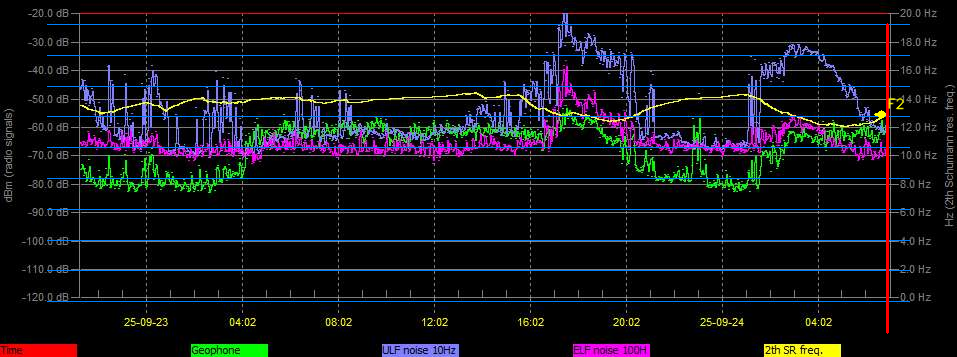 -20.0 dB 20.0 Hz
-30.0 dB 18.0 Hz
-40.0 dB 16.0 Hz
-50.0 dB 14.0 Hz
F2
-60.0 dB 12.0 Hz
-70.0 dB 10.0 Hz
-80.0 dB 8.0 Hz
-90.0 dB 6.0 Hz
-100.0 dB 4.0 Hz
-110.0 dB 2.0 Hz
-120.0 dB 0.0 Hz
dBm (radio signals)
Hz (2th Schumann res. freq.)
25-09-23 04:02 08:02 12:02 16:02 20:02 25-09-24 04:02
Time Geophone ULF noise 10Hz ELF noise 100H 2th SR freq.